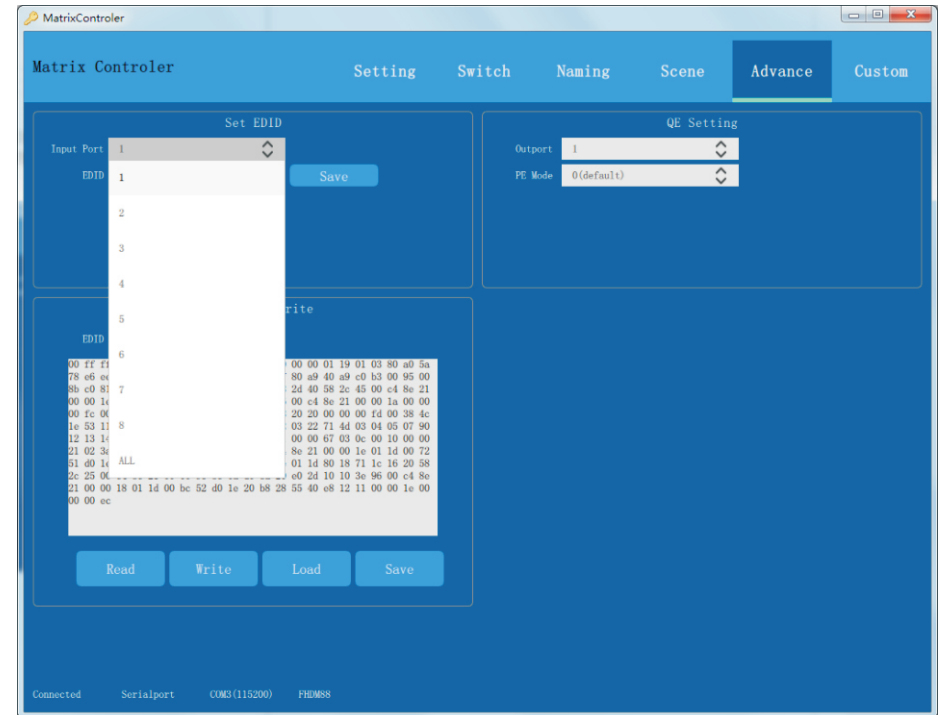 MatrixControler
Matrix Controler
Setting
Switch
Naming
Scene
Advance
Custom
Set EDID
Input Port 1
EDID
Save
1
2
3
4
5
6
7
8
ALL
QE Setting
Outport 1
PE Mode 0(default)
rite
EDID
00 ff ff 00 00 01 19 01 03 80 a0 5a
78 e6 ee 80 a9 40 a9 c0 b3 00 95 00
8b c0 81 2d 40 58 2c 45 00 c4 8e 21
00 00 1e 00 c4 8e 21 00 00 1a 00 00
00 fc 00 20 20 00 00 00 fd 00 38 4c
1e 53 11 03 22 71 4d 03 04 05 07 90
12 13 14 00 00 67 03 0c 00 10 00 00
21 02 3a 8e 21 00 00 1e 01 1d 00 72
51 d0 1e 01 1d 80 18 71 1c 16 20 58
2c 25 00 e0 2d 10 10 3e 96 00 c4 8e
21 00 00 18 01 1d 00 bc 52 d0 1e 20 b8 28 55 40 e8 12 11 00 00 1e 00
00 00 ec
Read
Write
Load
Save
Connected
Serialport
COM3(115200)
FHDM88